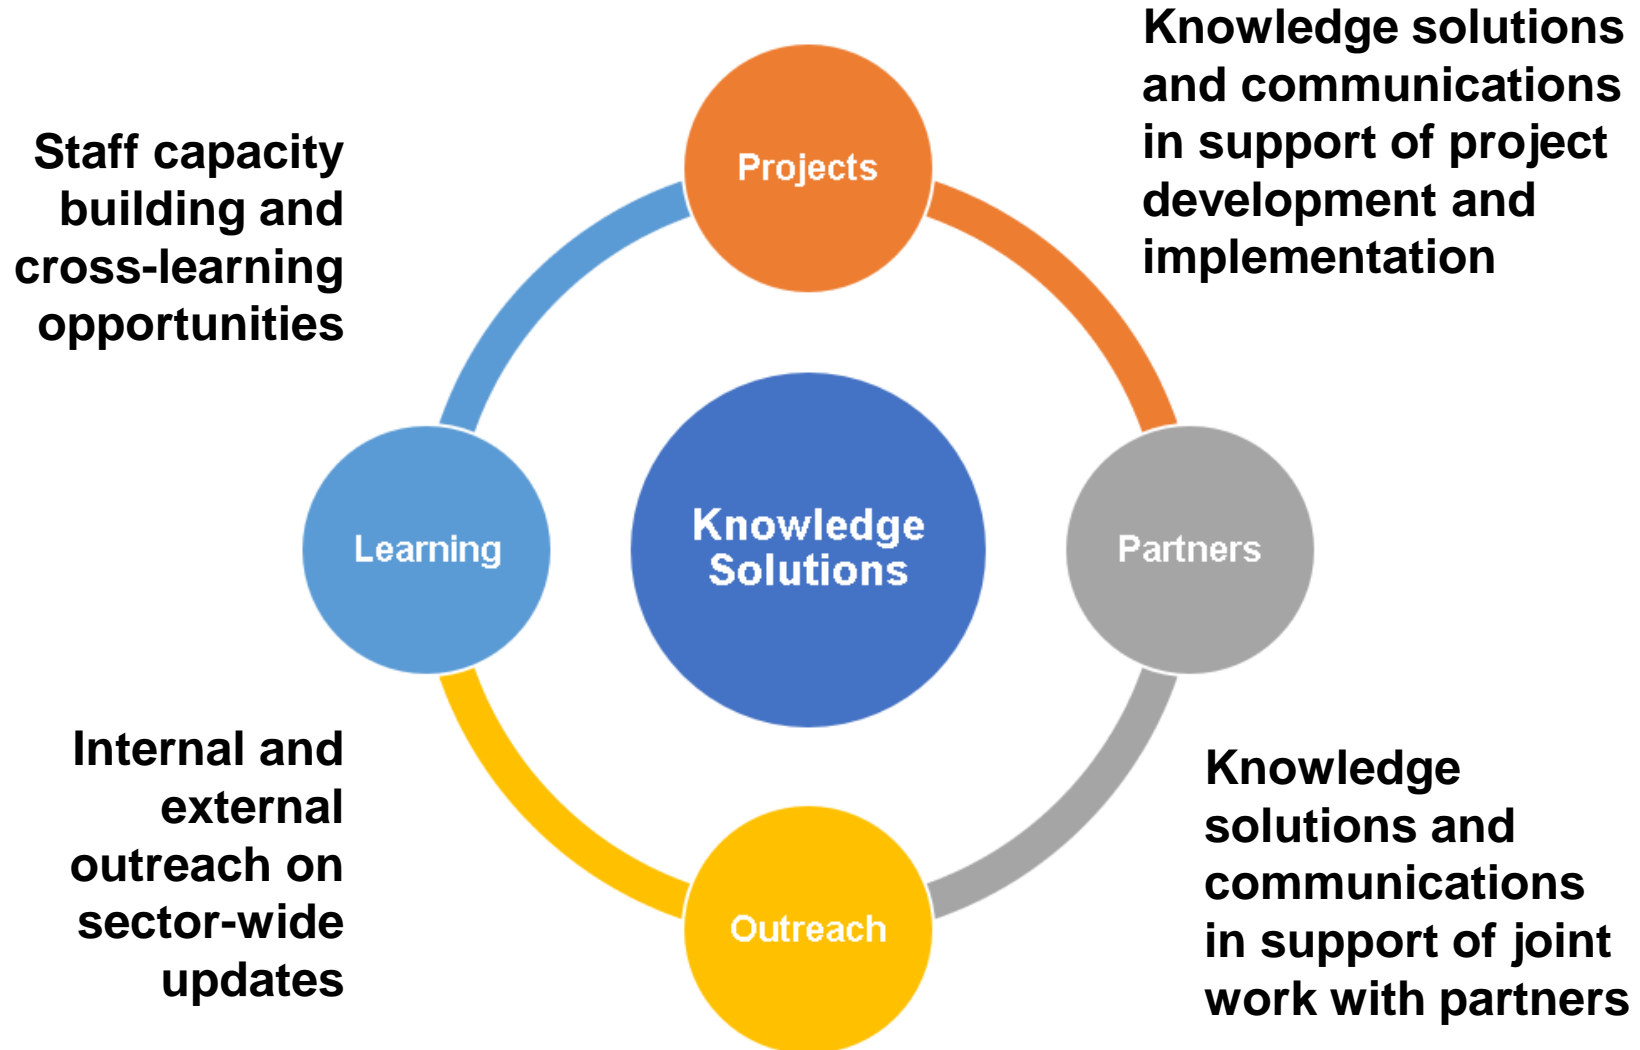 Knowledge solutions
and communications
in support of project
development and
implementation
Staff capacity
building and
cross-learning
opportunities
Projects
Learning
Knowledge
Solutions
Partners
Outreach
Internal and
external
outreach on
sector-wide
updates
Knowledge
solutions and
communications
in support of joint
work with partners